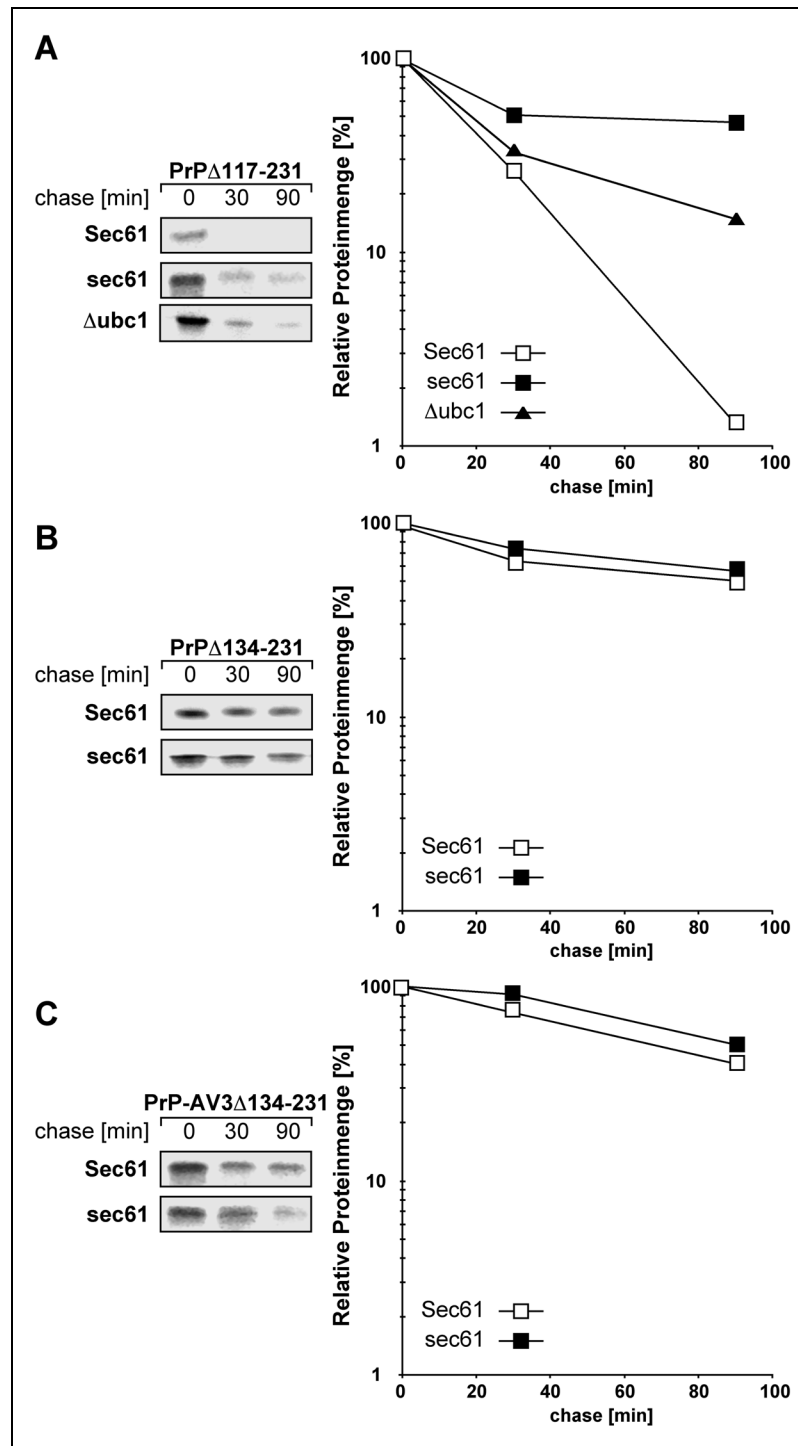 A
PrPΔ117-231
chase [min] 0 30 90
Sec61
sec61
Δubc1
Relative Proteinmenge [%]
100
10
1
Sec61
sec61
Δubc1
0 20 40 60 80 100
chase [min]
B
PrPΔ134-231
chase [min] 0 30 90
Sec61
sec61
Relative Proteinmenge [%]
100
10
1
Sec61
sec61
0 20 40 60 80 100
chase [min]
C
PrP-AV3Δ134-231
chase [min] 0 30 90
Sec61
sec61
Relative Proteinmenge [%]
100
10
1
Sec61
sec61
0 20 40 60 80 100
chase [min]